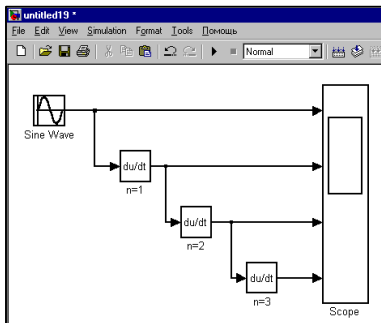 untitled19 *
File Edit View Simulation Format Tools Помощь
Normal
Sine Wave
du/dt
n=1
du/dt
n=2
du/dt
n=3
Scope